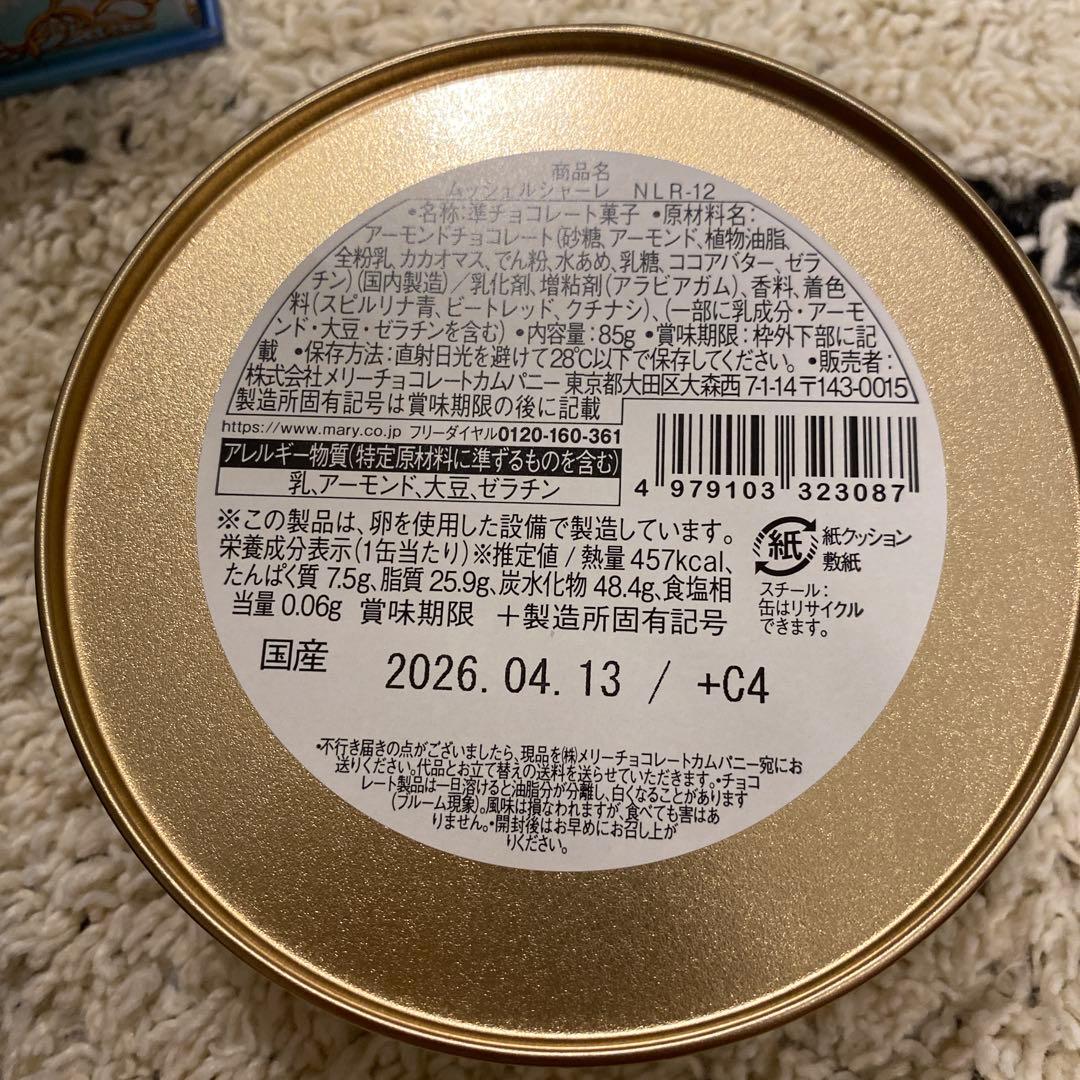 商品名
ムッシェルシャーレ NLR-12
•名称:準チョコレート菓子 •原材料名:
アーモンドチョコレート(砂糖、アーモンド、植物油脂、
全粉乳、カカオマス、でん粉、水あめ、乳糖、ココアバター、ゼラ
チン)(国内製造)/乳化剤、増粘剤(アラビアガム)、香料、着色
料(スピルリナ青、ビートレッド、クチナシ)、(一部に乳成分・アーモ
ンド・大豆・ゼラチンを含む) •内容量:85g •賞味期限:枠外下部に記
載 •保存方法:直射日光を避けて28℃以下で保存してください。 •販売者:
株式会社メリーチョコレートカムパニー 東京都大田区大森西7-1-14〒143-0015
製造所固有記号は賞味期限の後に記載
https://www.mary.co.jp フリーダイヤル0120-160-361
アレルギー物質(特定原材料に準ずるものを含む)
乳、アーモンド、大豆、ゼラチン
4 979103 323087
※この製品は、卵を使用した設備で製造しています。
栄養成分表示(1缶当たり)※推定値/熱量457kcal、
たんぱく質7.5g、脂質25.9g、炭水化物48.4g、食塩相
当量0.06g 賞味期限 +製造所固有記号
紙
紙クッション
敷紙
スチール:
缶はリサイクル
できます。
国産
2026.04.13 / +C4
•不行き届きの点がございましたら、現品を(株)メリーチョコレートカムパニー宛にお
送りください。代品とお立て替えの送料を送らせていただきます。•チョコ
レート製品は一旦溶けると油脂分が分離し、白くなることがあります
(ブルーム現象)。風味は損なわれますが、食べても害はあ
りません。•開封後はお早めにお召し上が
りください。